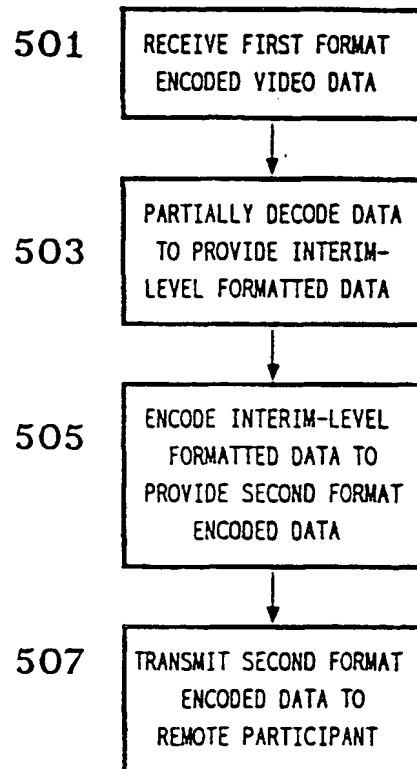 501
RECEIVE FIRST FORMAT
ENCODED VIDEO DATA
503
PARTIALLY DECODE DATA
TO PROVIDE INTERIM-
LEVEL FORMATTED DATA
505
ENCODE INTERIM-LEVEL
FORMATTED DATA TO
PROVIDE SECOND FORMAT
ENCODED DATA
507
TRANSMIT SECOND FORMAT
ENCODED DATA TO
REMOTE PARTICIPANT